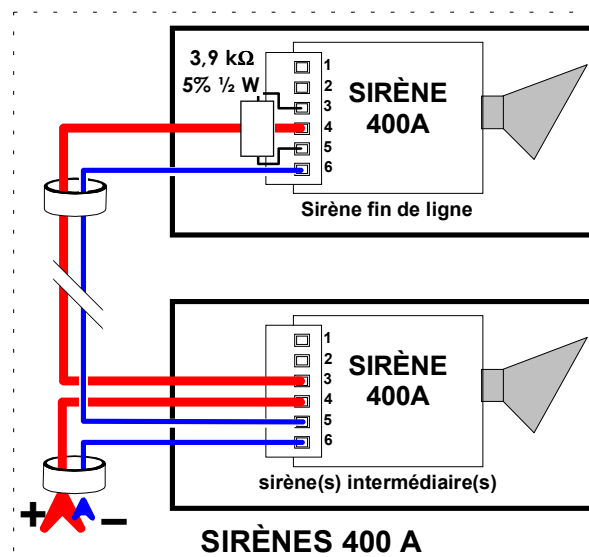 3,9 kΩ
5% ½ W
1
2
3
4
5
6
SIRÈNE
400A
Sirène fin de ligne
1
2
3
4
5
6
SIRÈNE
400A
sirène(s) intermédiaire(s)
+ –
SIRÈNES 400 A